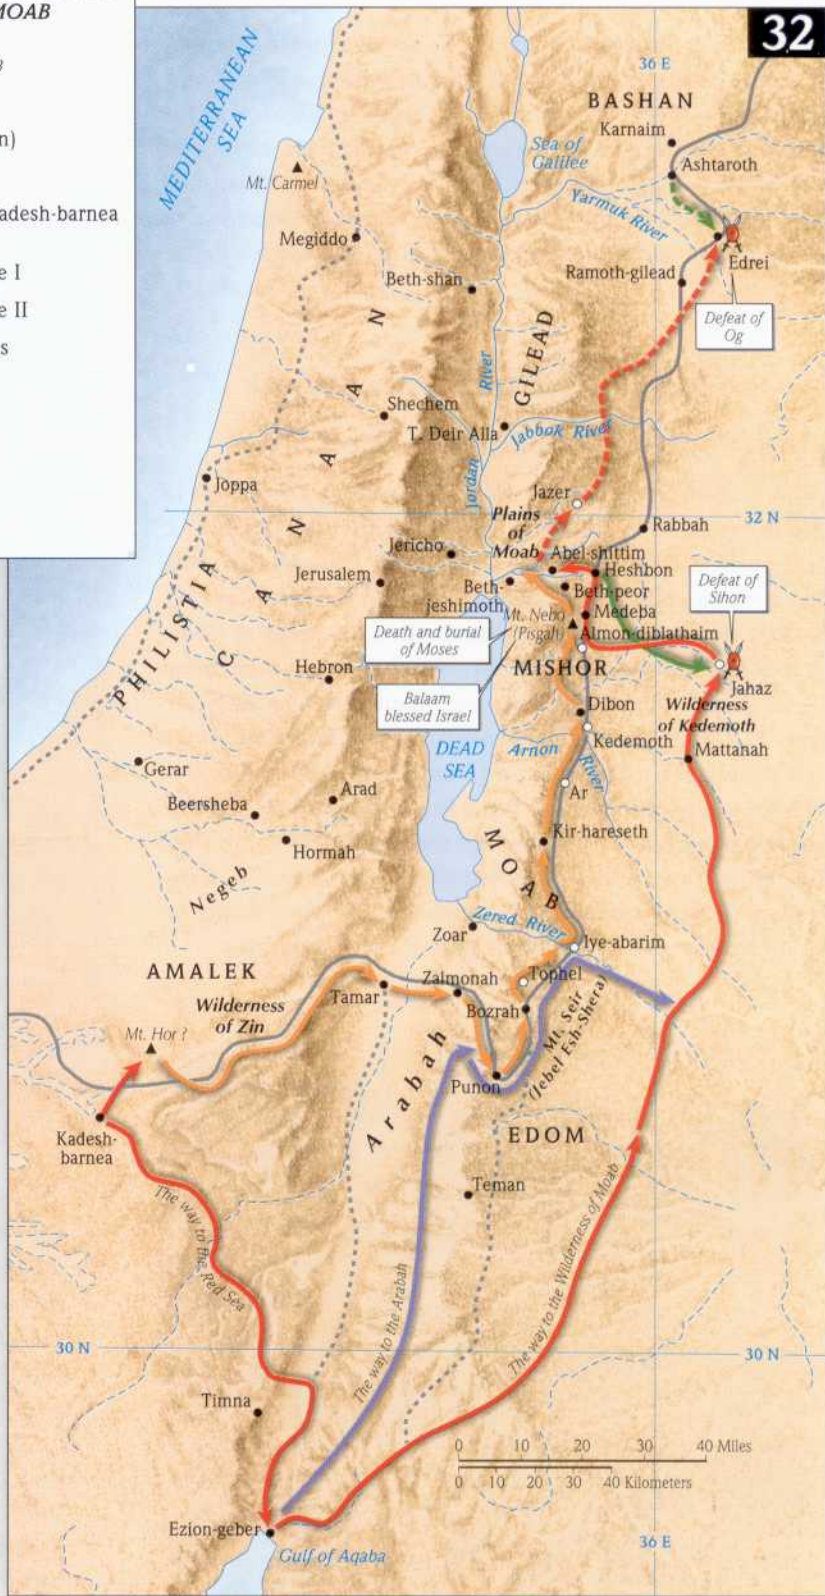 MOAB
n)
adesh-barnea
e I
e II
s
32
36 E
MEDITERRANEAN
SEA
BASHAN
Karnaim
Sea of
Galilee
Ashtaroth
Mt. Carmel
Yarmuk River
Megiddo
Edrei
Beth-shan
Ramoth-gilead
Defeat of
Og
GILEAD
CANAAN
River
Jordan
Shechem
T. Deir Alla
Jabbok River
Joppa
Jazer
32 N
Plains
of
Moab
Rabbah
Jericho
Abel-shittim
Heshbon
Jerusalem
Beth-
jeshimoth
Beth-peor
Defeat of
Sihon
Mt. Nebo
(Pisgah)
Medeba
PHILISTIA
Death and burial
of Moses
Almon-diblathaim
MISHOR
Hebron
Jahaz
Balaam
blessed Israel
Dibon
Wilderness
of Kedemoth
Kedemoth
DEAD
SEA
Arnon
River
Mattanah
Gerar
Ar
Arad
Beersheba
Kir-hareseth
Hormah
MOAB
Negeb
Zered River
Zoar
Iye-abarim
AMALEK
Zalmonah
Tophel
Wilderness
of Zin
Tamar
Bozrah
Mt. Hor ?
Mt. Seir
(Jebel Esh-Shera)
Arabah
Punon
Kadesh-
barnea
EDOM
Teman
The way to the Red Sea
The way to the Arabah
The way to the Wilderness of Moab
30 N
30 N
Timna
0 10 20 30 40 Miles
0 10 20 30 40 Kilometers
Ezion-geber
Gulf of Aqaba
36 E